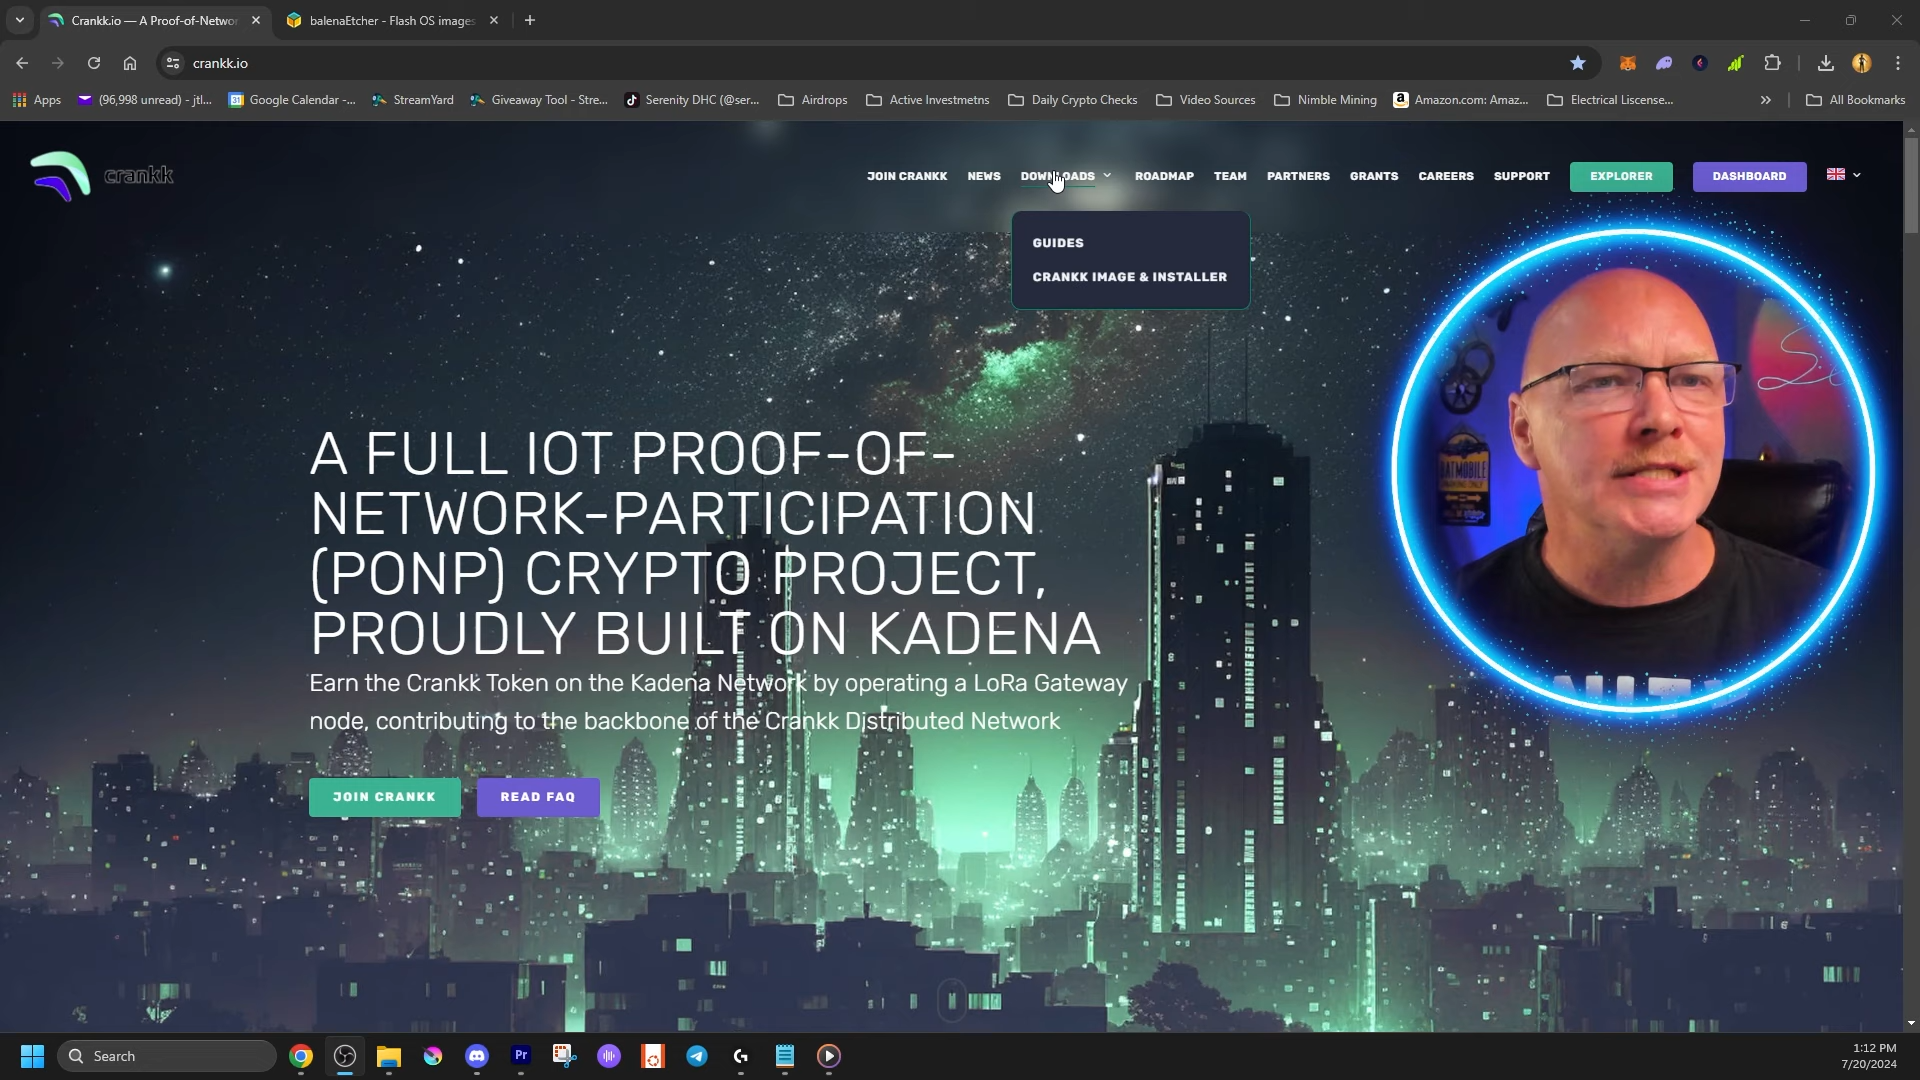 Crankk.io — A Proof-of-Networ
balenaEtcher - Flash OS images
crankk.io
Apps
(96,998 unread) - jtl...
31
Google Calendar -...
StreamYard
Giveaway Tool - Stre...
Serenity DHC (@ser...
Airdrops
Active Investmetns
Daily Crypto Checks
Video Sources
Nimble Mining
Amazon.com: Amaz...
Electrical Liscense...
All Bookmarks
crankk
JOIN CRANKK
NEWS
DOWNLOADS
ROADMAP
TEAM
PARTNERS
GRANTS
CAREERS
SUPPORT
EXPLORER
DASHBOARD
GUIDES
CRANKK IMAGE & INSTALLER
A FULL IOT PROOF-OF-
NETWORK-PARTICIPATION
(PONP) CRYPTO PROJECT,
PROUDLY BUILT ON KADENA
Earn the Crankk Token on the Kadena Network by operating a LoRa Gateway
node, contributing to the backbone of the Crankk Distributed Network
JOIN CRANKK
READ FAQ
BATMOBILE
Search
Pr
1:12 PM
7/20/2024